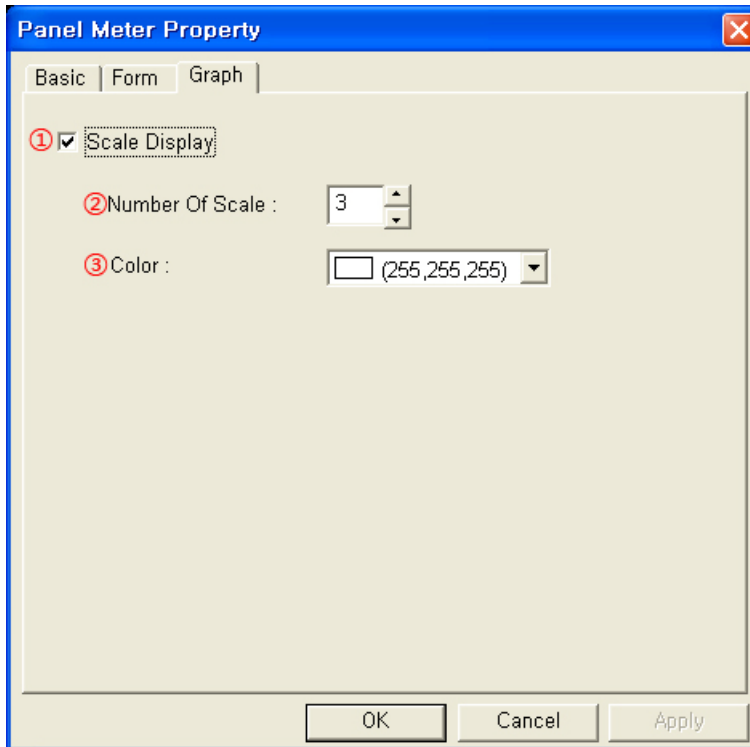 Panel Meter Property
Basic Form Graph
① Scale Display
②Number Of Scale : 3
③Color : (255,255,255)
OK Cancel Apply